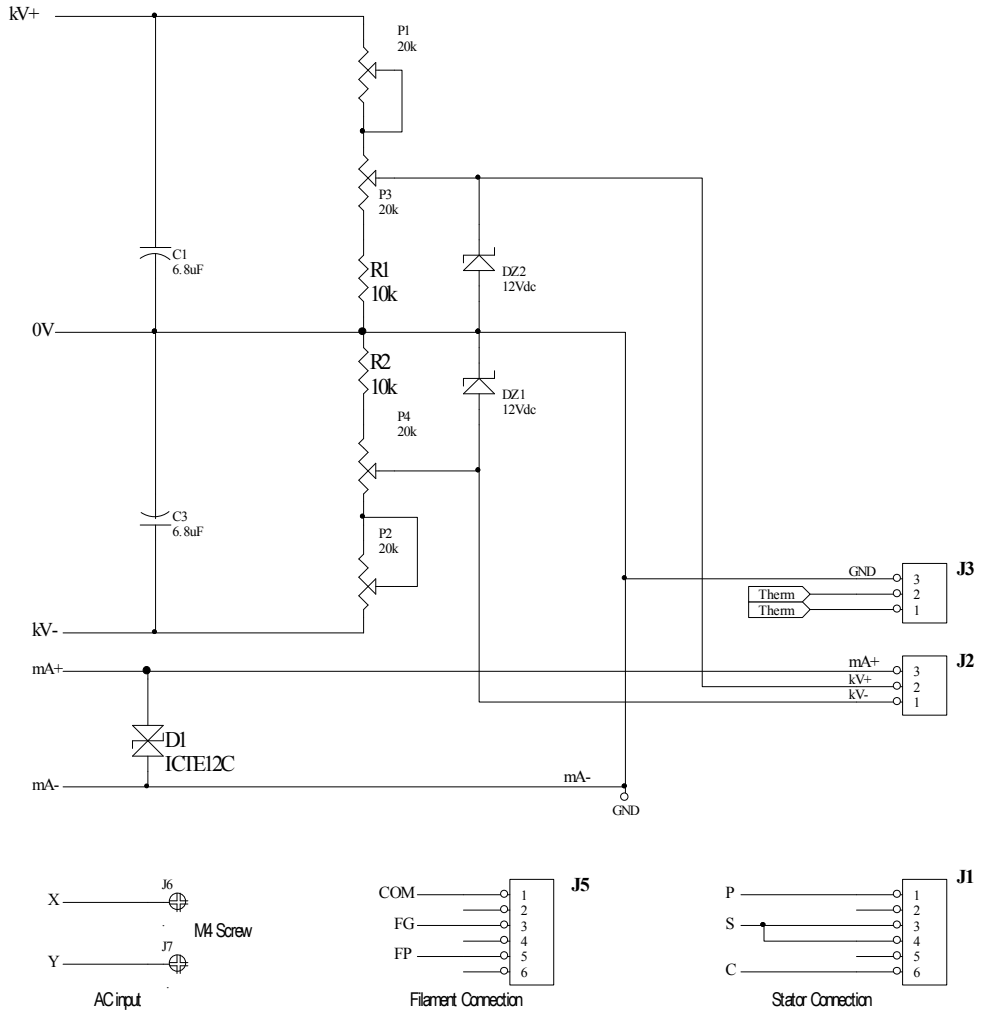 kV+
P1
20k
P3
20k
C1
6.8uF
R1
10k
DZ2
12Vdc
0V
R2
10k
DZ1
12Vdc
P4
20k
C3
6.8uF
P2
20k
kV-
GND
J3
3
Therm
2
Therm
1
mA+
mA+
J2
3
kV+
2
kV-
1
D1
ICTE12C
mA-
mA-
GND
X
J6
M4 Screw
Y
J7
AC input
J5
COM
1
2
FG
3
4
FP
5
6
Filament Connection
J1
P
1
2
S
3
4
5
C
6
Stator Connection